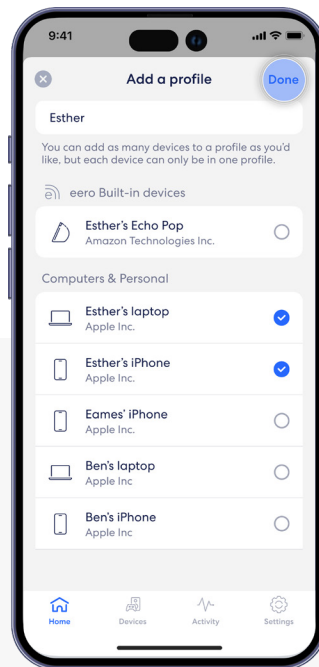 9:41
Add a profile
Done
Esther
You can add as many devices to a profile as you'd
like, but each device can only be in one profile.
eero Built-in devices
Esther's Echo Pop
Amazon Technologies Inc.
Computers & Personal
Esther's laptop
Apple Inc.
Esther's iPhone
Apple Inc.
Eames' iPhone
Apple Inc.
Ben's laptop
Apple Inc
Ben's iPhone
Apple Inc
Home
Devices
Activity
Settings